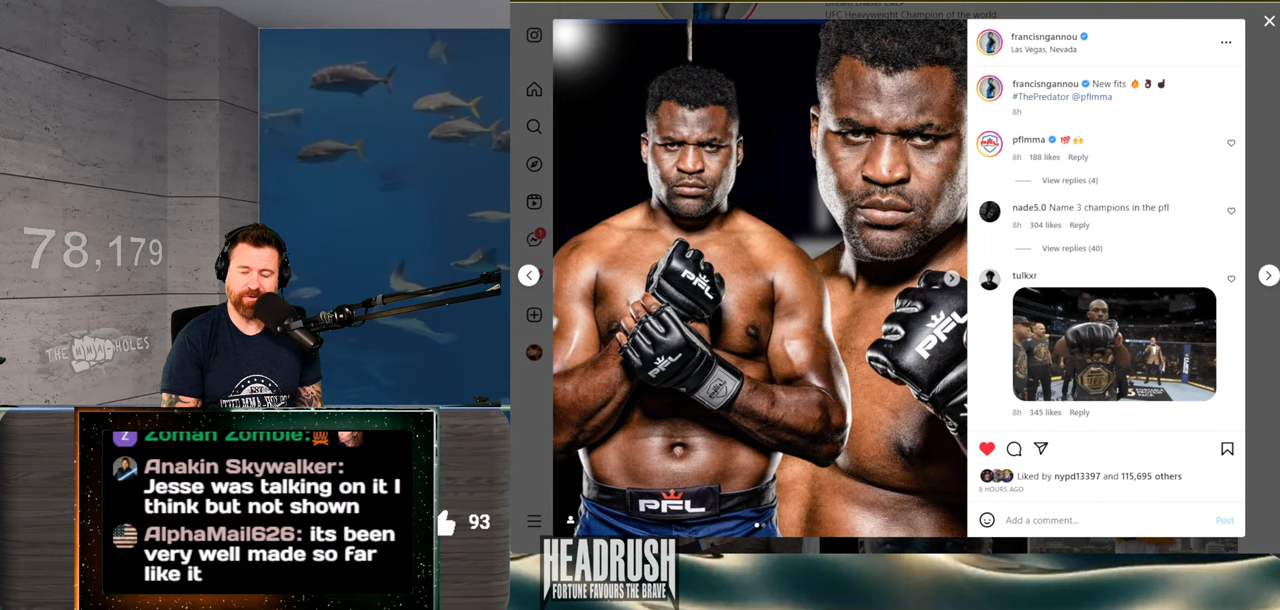 78,179
THE MMA HOLES
Zoman Zombie:
Anakin Skywalker:
Jesse was talking on it I
think but not shown
AlphaMail626: its been
very well made so far
like it
93
HEADRUSH
FORTUNE FAVOURS THE BRAVE
UFC Heavyweight Champion of the world
PFL
PFL
PFL
PFL
francisngannou
Las Vegas, Nevada
francisngannou New fits
#ThePredator @pflmma
8h
pflmma
8h 188 likes Reply
View replies (4)
nade5.0 Name 3 champions in the pfl
8h 304 likes Reply
View replies (40)
tulkxr
8h 345 likes Reply
Liked by nypd13397 and 115,695 others
8 HOURS AGO
Add a comment...
Post